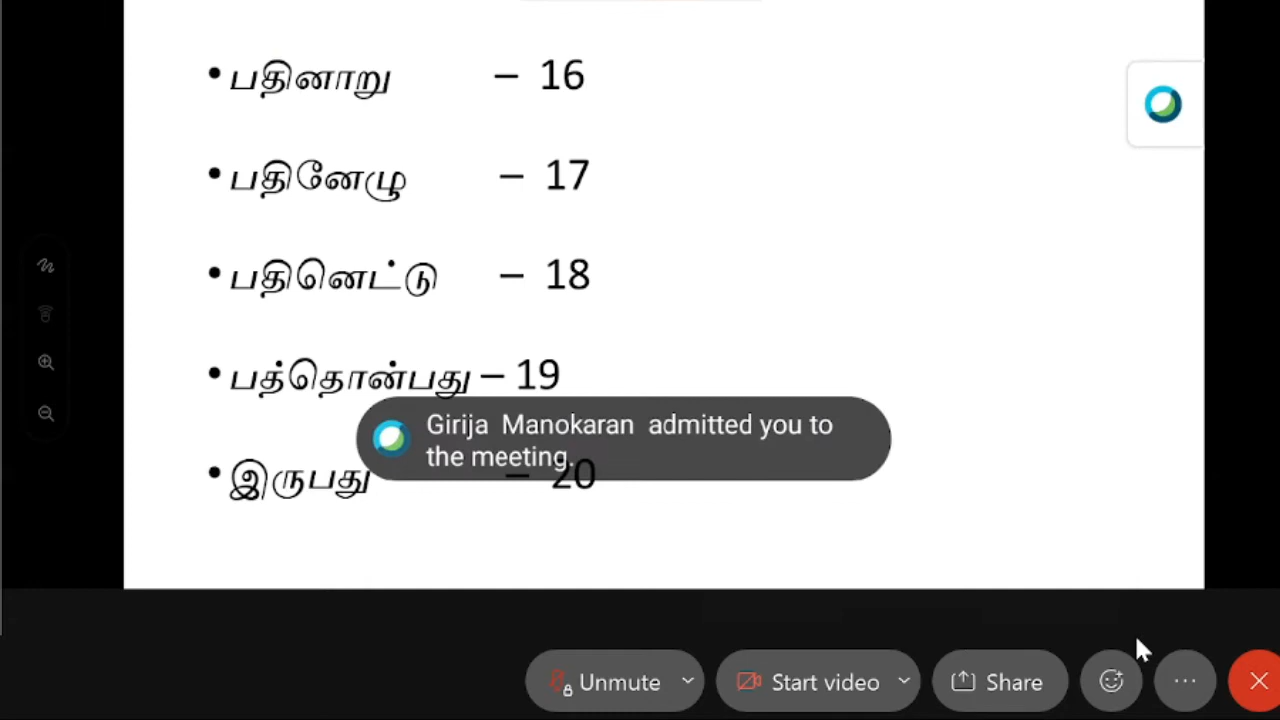 • பதினாறு – 16
• பதினேழு – 17
• பதினெட்டு – 18
• பத்தொன்பது – 19
Girija Manokaran admitted you to
the meeting.
• இருபது – 20
Unmute
Start video
Share